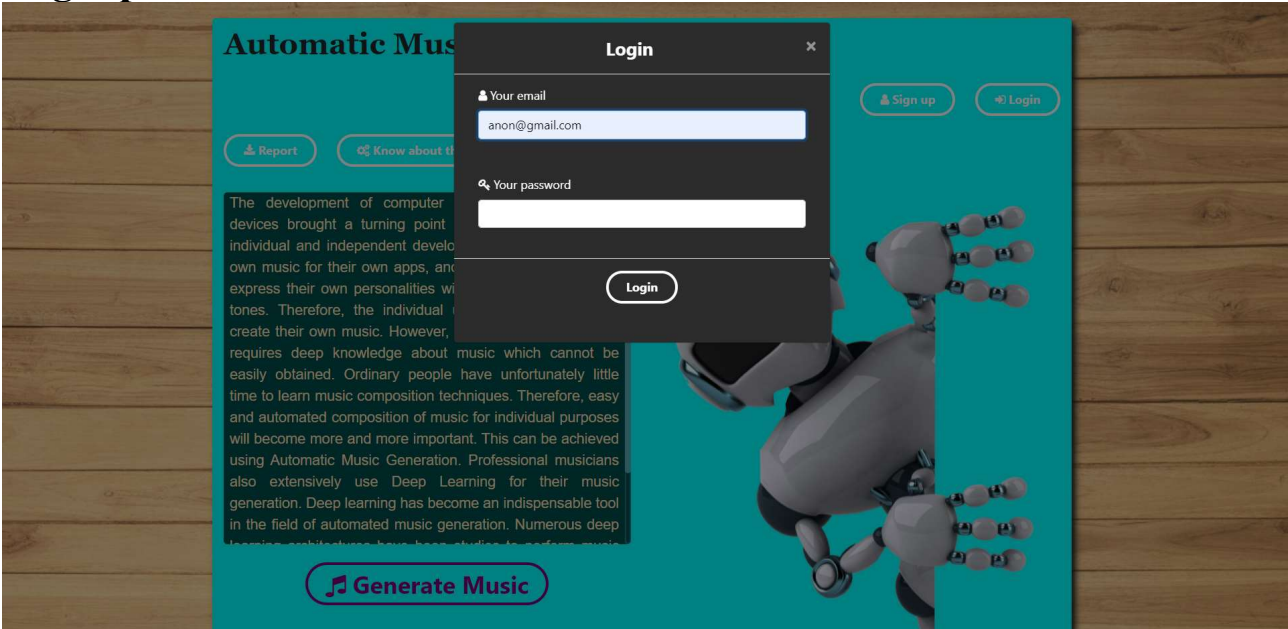 Automatic Mus
Login
×
Your email
anon@gmail.com
Sign up
Login
Report
Know about th
Your password
Login
The development of computer
devices brought a turning point
individual and independent develo
own music for their own apps, and
express their own personalities wi
tones. Therefore, the individual
create their own music. However,
requires deep knowledge about music which cannot be
easily obtained. Ordinary people have unfortunately little
time to learn music composition techniques. Therefore, easy
and automated composition of music for individual purposes
will become more and more important. This can be achieved
using Automatic Music Generation. Professional musicians
also extensively use Deep Learning for their music
generation. Deep learning has become an indispensable tool
in the field of automated music generation. Numerous deep
Generate Music